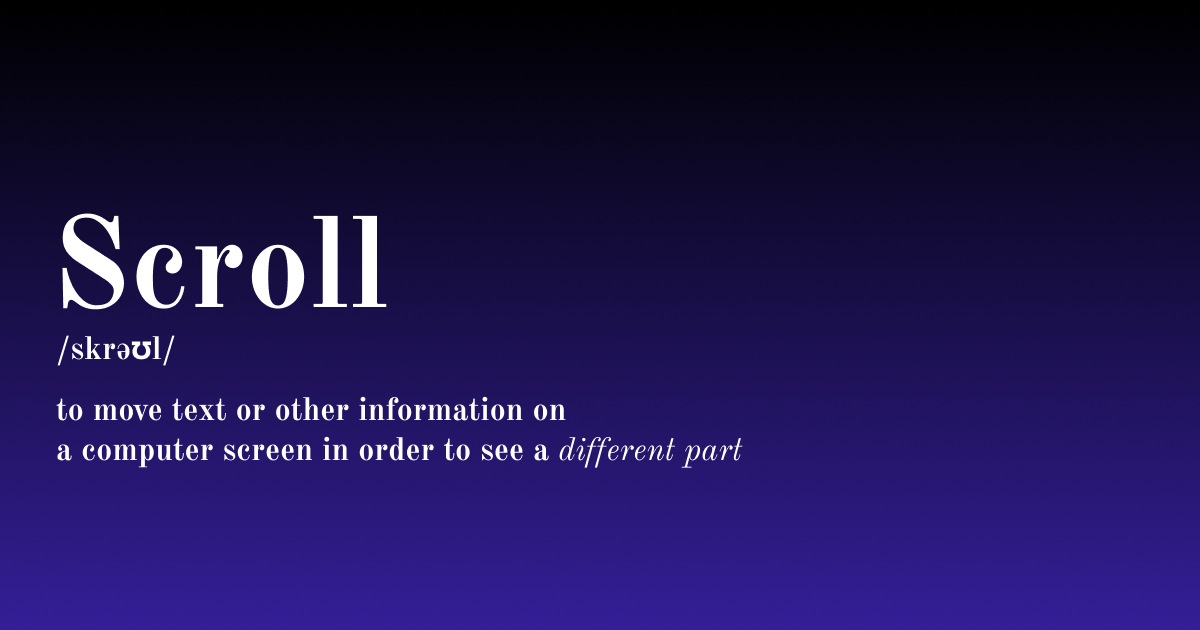 Scroll
/skrəʊl/
to move text or other information on
a computer screen in order to see a different part